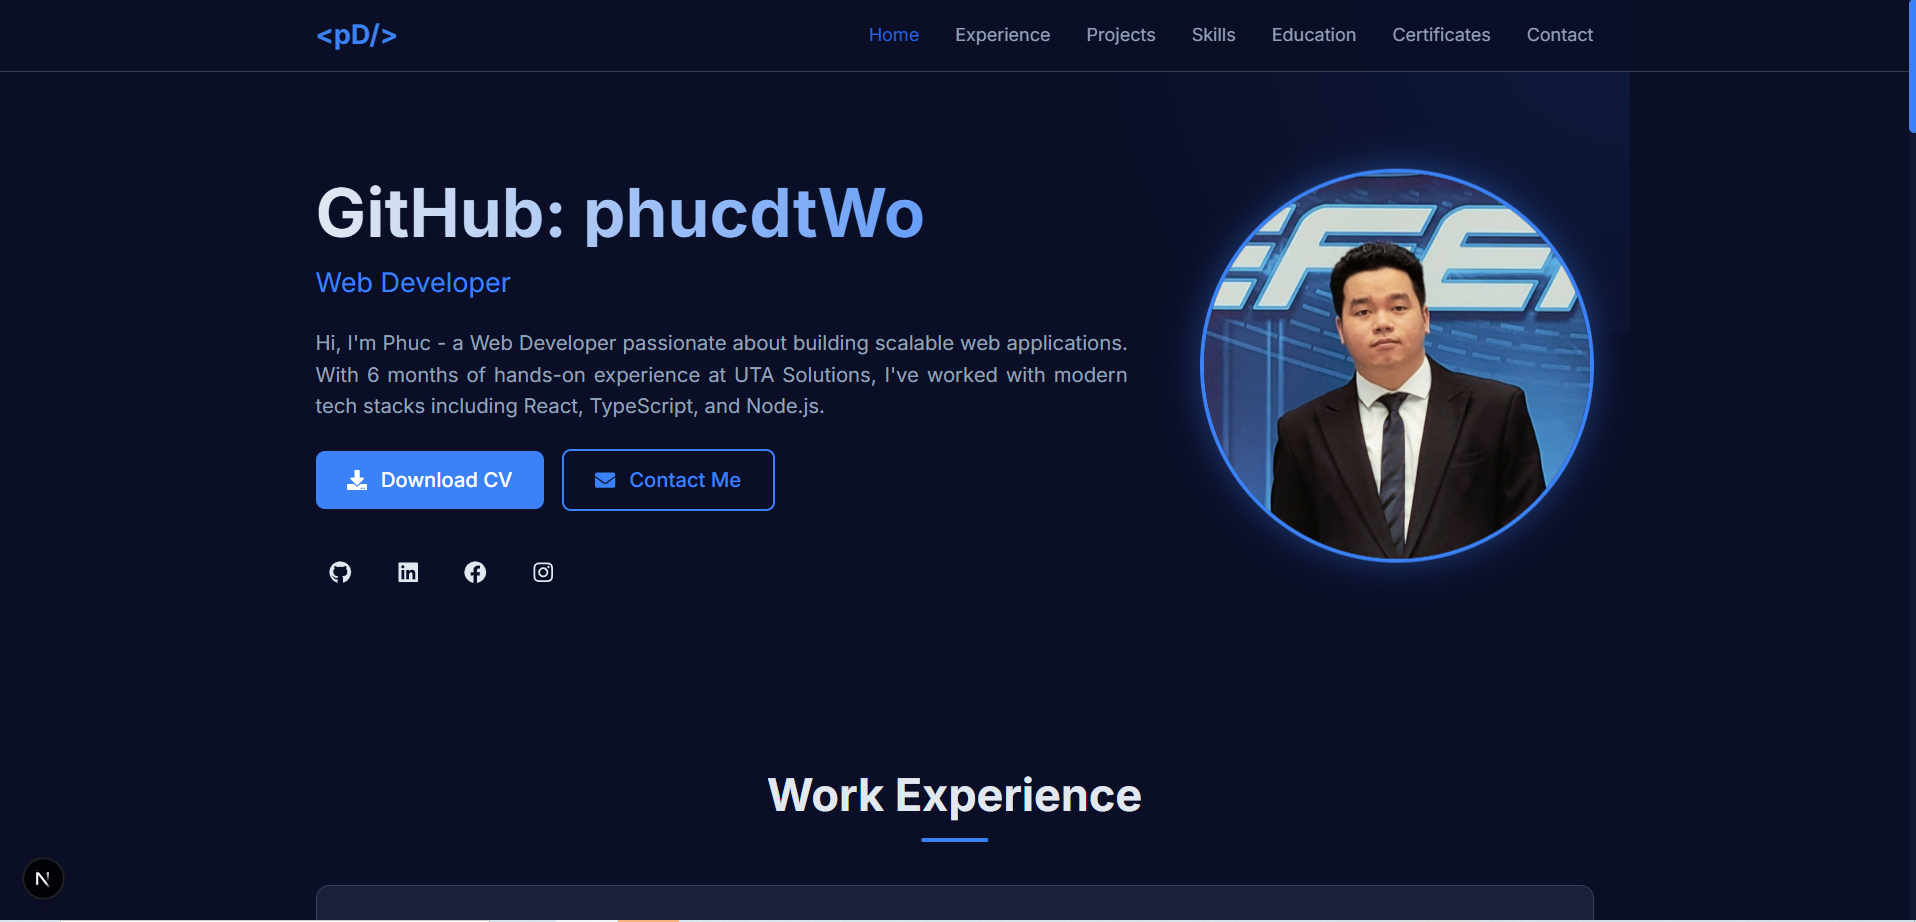 <pD/>
Home Experience Projects Skills Education Certificates Contact
GitHub: phucdtWo
Web Developer
Hi, I'm Phuc - a Web Developer passionate about building scalable web applications.
With 6 months of hands-on experience at UTA Solutions, I've worked with modern
tech stacks including React, TypeScript, and Node.js.
Download CV
Contact Me
Work Experience
N